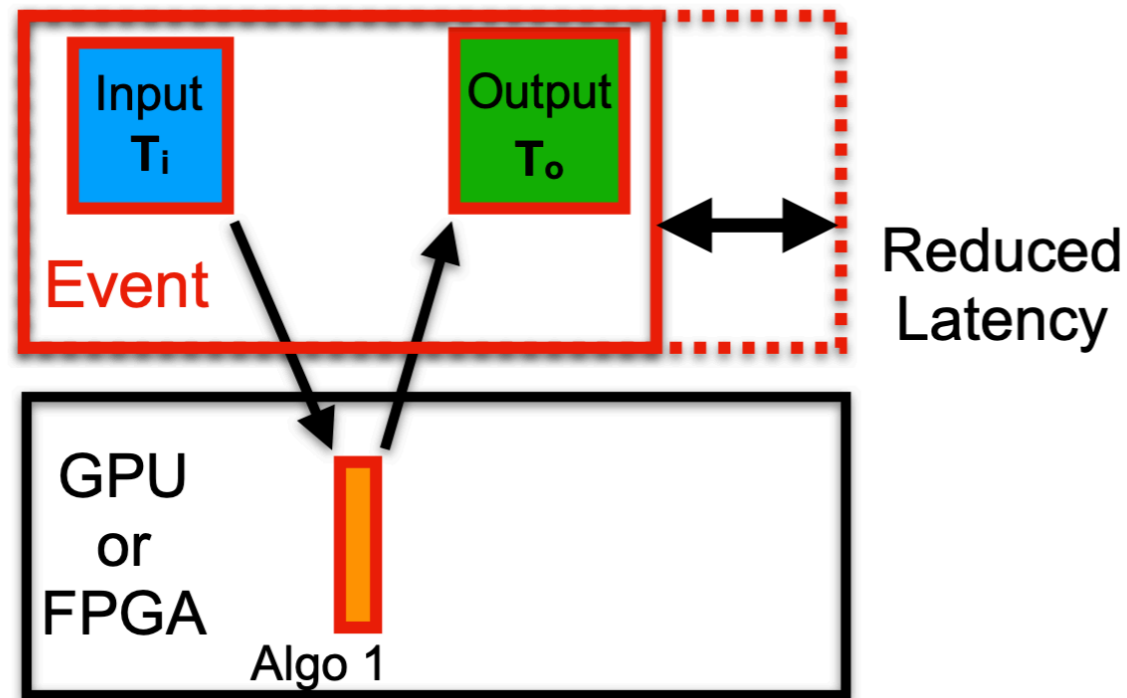 Input
Tᵢ
Output
Tₒ
Event
Reduced
Latency
GPU
or
FPGA
Algo 1